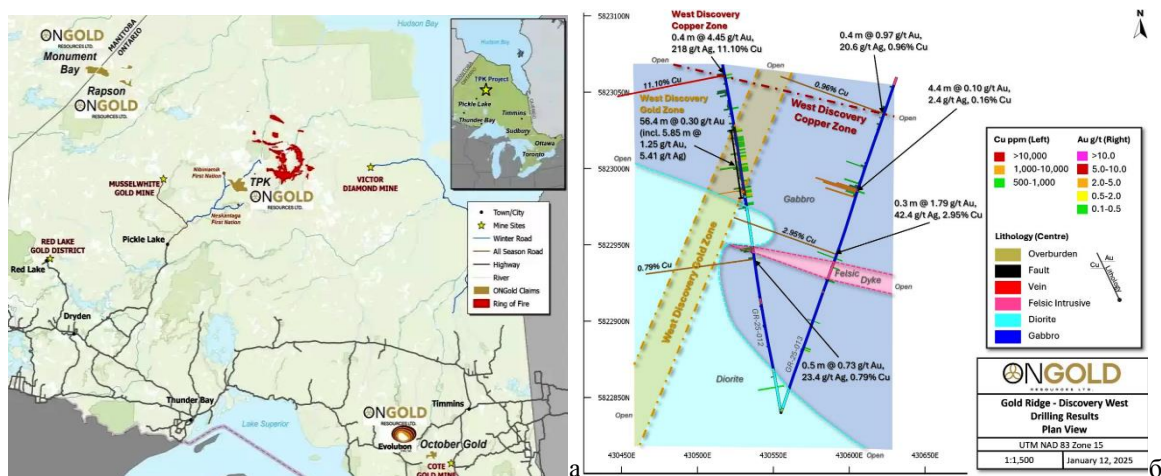 MANITOBA
ONTARIO
Hudson Bay
ONGOLD
RESOURCES LTD.
Monument
Bay
Rapson
ONGOLD
RESOURCES LTD.
Hudson Bay
MANITOBA
ONTARIO
TPK Project
Pickle Lake
Thunder Bay
Timmins
Sudbury
Ottawa
Toronto
Nibinamik
First Nation
MUSSELWHITE
GOLD MINE
TPK
ONGOLD
RESOURCES LTD.
VICTOR
DIAMOND MINE
Neskantaga
First Nation
Pickle Lake
RED LAKE
GOLD DISTRICT
Red Lake
Town/City
Mine Sites
Winter Road
All Season Road
Highway
River
ONGold Claims
Ring of Fire
Dryden
Thunder Bay
Lake Superior
Timmins
ONGOLD
RESOURCES LTD.
Evolution
October Gold
COTE
GOLD MINE
а
5823100N
5823050N
5823000N
5822950N
5822900N
5822850N
West Discovery
Copper Zone
0.4 m @ 4.45 g/t Au,
218 g/t Ag, 11.10% Cu
0.4 m @ 0.97 g/t Au,
20.6 g/t Ag, 0.96% Cu
Open
Open
11.10% Cu
0.96% Cu
4.4 m @ 0.10 g/t Au,
2.4 g/t Ag, 0.16% Cu
West Discovery
Gold Zone
56.4 m @ 0.30 g/t Au
(incl. 5.85 m @
1.25 g/t Au,
5.41 g/t Ag)
West Discovery
Copper Zone
Open
Gabbro
0.3 m @ 1.79 g/t Au,
42.4 g/t Ag, 2.95% Cu
2.95% Cu
0.79% Cu
West Discovery Gold Zone
Felsic Dyke
Open
GR-25-012
GR-25-013
0.5 m @ 0.73 g/t Au,
23.4 g/t Ag, 0.79% Cu
Diorite
Open
Open
430450E
430500E
430550E
430600E
430650E
N
Cu ppm (Left)
>10,000
1,000-10,000
500-1,000
Au g/t (Right)
>10.0
5.0-10.0
2.0-5.0
0.5-2.0
0.1-0.5
Lithology (Centre)
Overburden
Fault
Vein
Felsic Intrusive
Diorite
Gabbro
Au
Cu
Lithology
ONGOLD
RESOURCES LTD.
Gold Ridge - Discovery West
Drilling Results
Plan View
UTM NAD 83 Zone 15
1:1,500
January 12, 2025
б